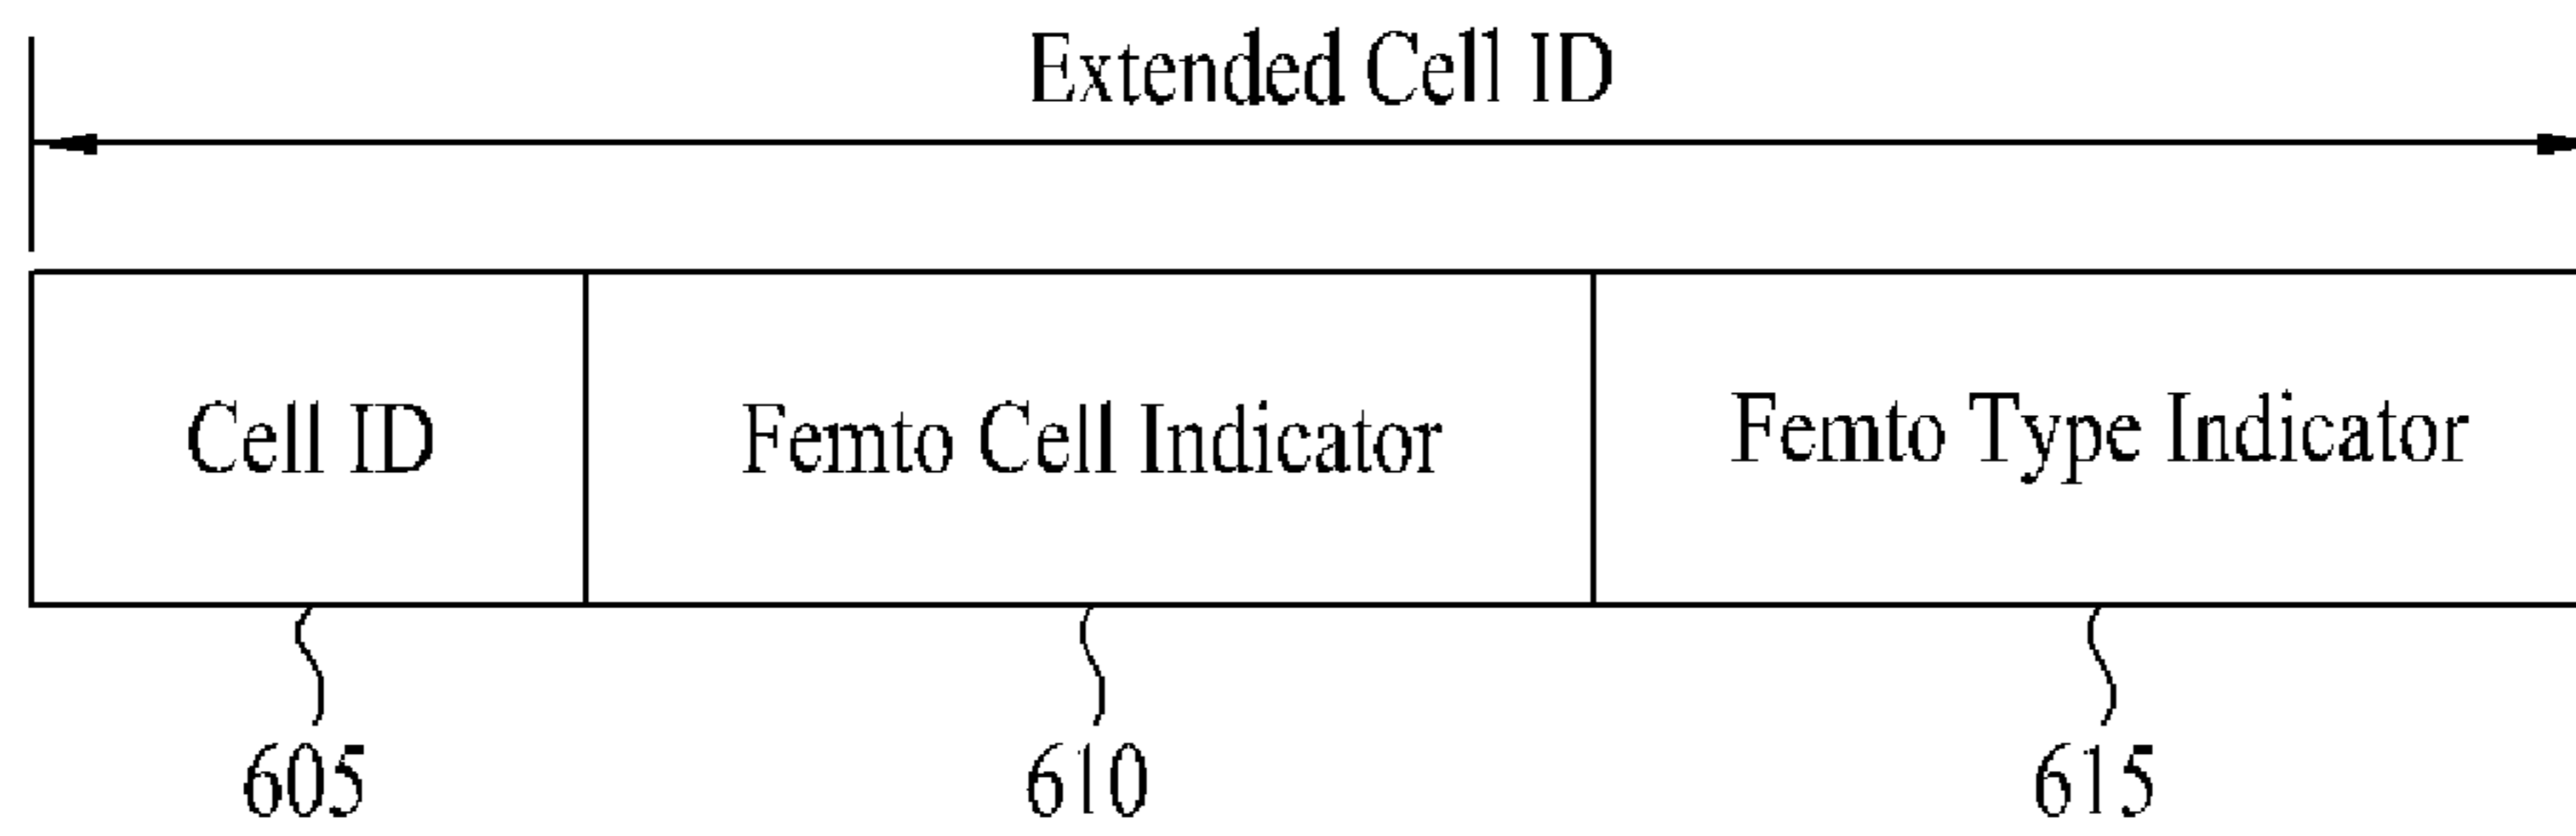 Extended Cell ID
Cell ID Femto Cell Indicator Femto Type Indicator
605 610 615